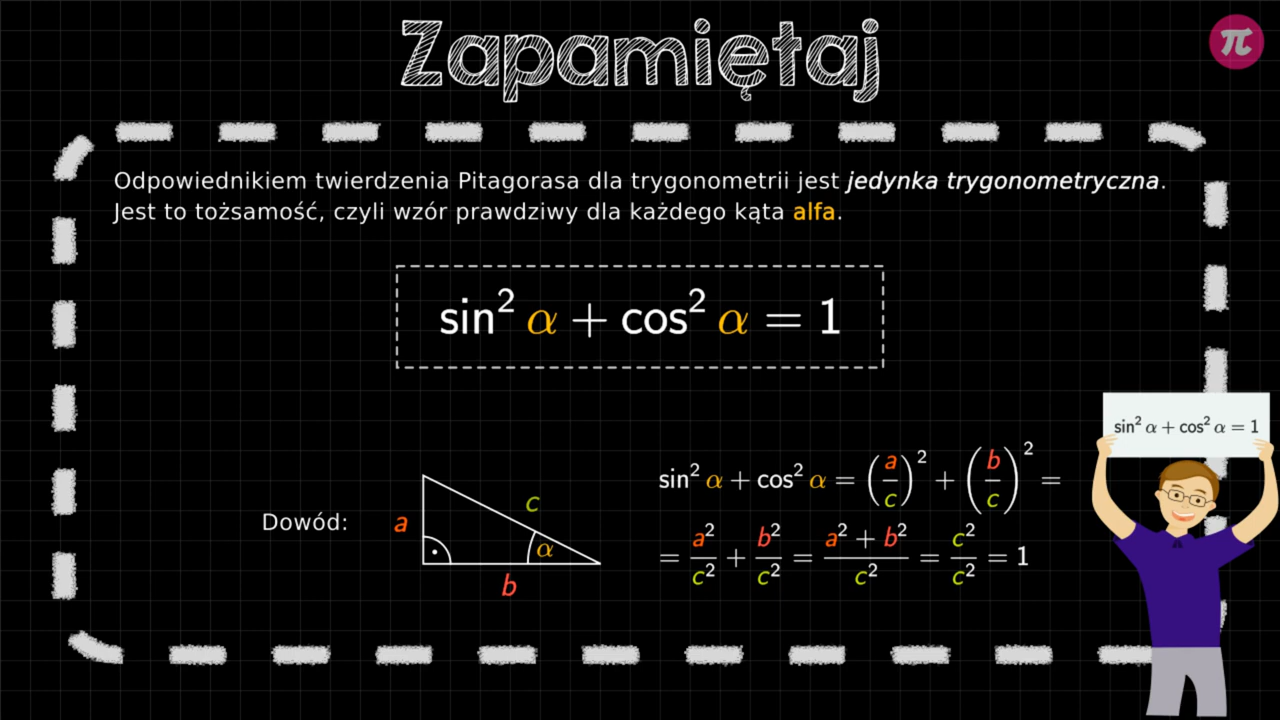 Zapamiętaj
π
Odpowiednikiem twierdzenia Pitagorasa dla trygonometrii jest jedynka trygonometryczna.
Jest to tożsamość, czyli wzór prawdziwy dla każdego kąta alfa.
sin² α + cos² α = 1
sin² α + cos² α = 1
Dowód:
a
c
α
b
sin² α + cos² α = (a/c)² + (b/c)² =
= a²/c² + b²/c² = (a² + b²)/c² = c²/c² = 1